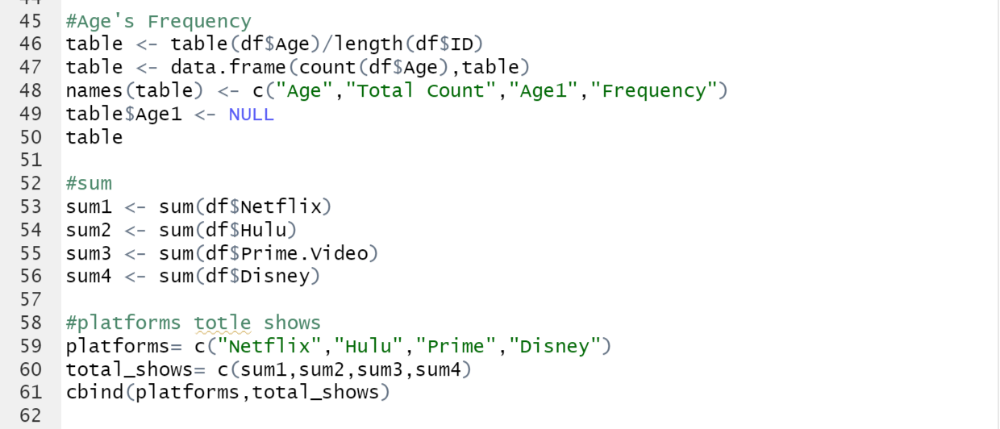 45 #Age's Frequency
46 table <- table(df$Age)/length(df$ID)
47 table <- data.frame(count(df$Age),table)
48 names(table) <- c("Age","Total Count","Age1","Frequency")
49 table$Age1 <- NULL
50 table
51
52 #sum
53 sum1 <- sum(df$Netflix)
54 sum2 <- sum(df$Hulu)
55 sum3 <- sum(df$Prime.Video)
56 sum4 <- sum(df$Disney)
57
58 #platforms totle shows
59 platforms= c("Netflix","Hulu","Prime","Disney")
60 total_shows= c(sum1,sum2,sum3,sum4)
61 cbind(platforms,total_shows)
62